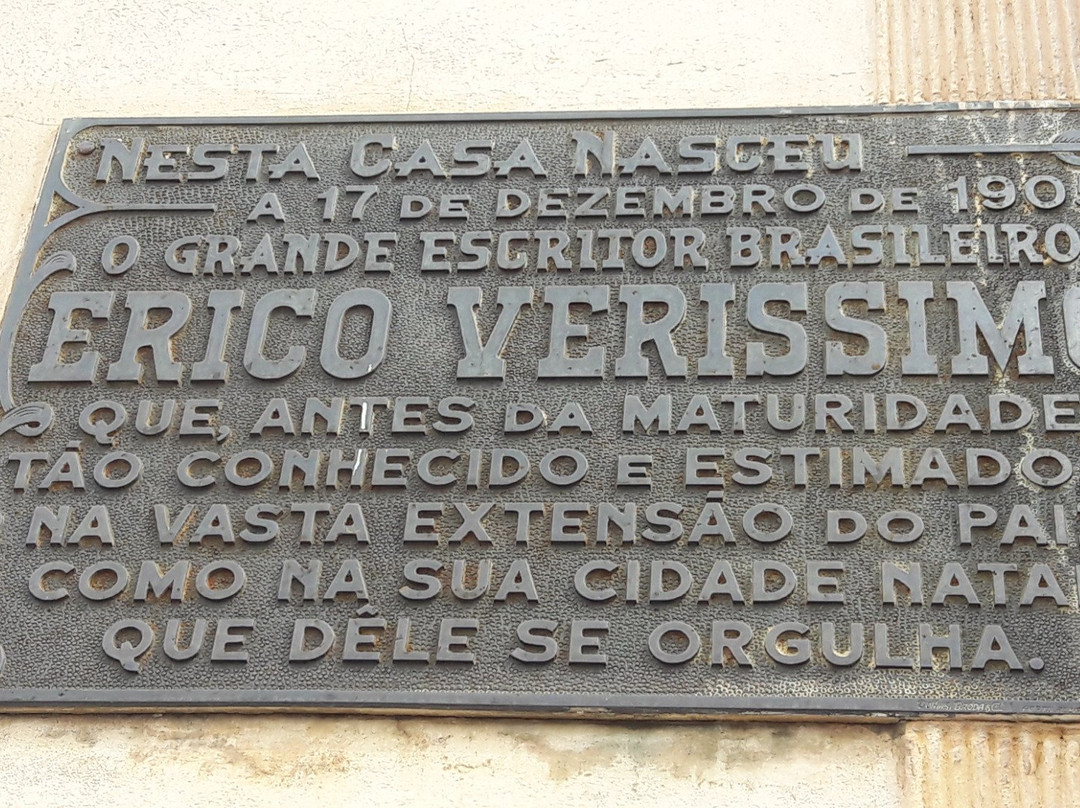 NESTA CASA NASCEU
A 17 DE DEZEMBRO DE 190
O GRANDE ESCRITOR BRASILEIRO
ERICO VERISSIMO
QUE, ANTES DA MATURIDADE
TÃO CONHECIDO E ESTIMADO
NA VASTA EXTENSÃO DO PAI
COMO NA SUA CIDADE NATAL
QUE DÊLE SE ORGULHA.